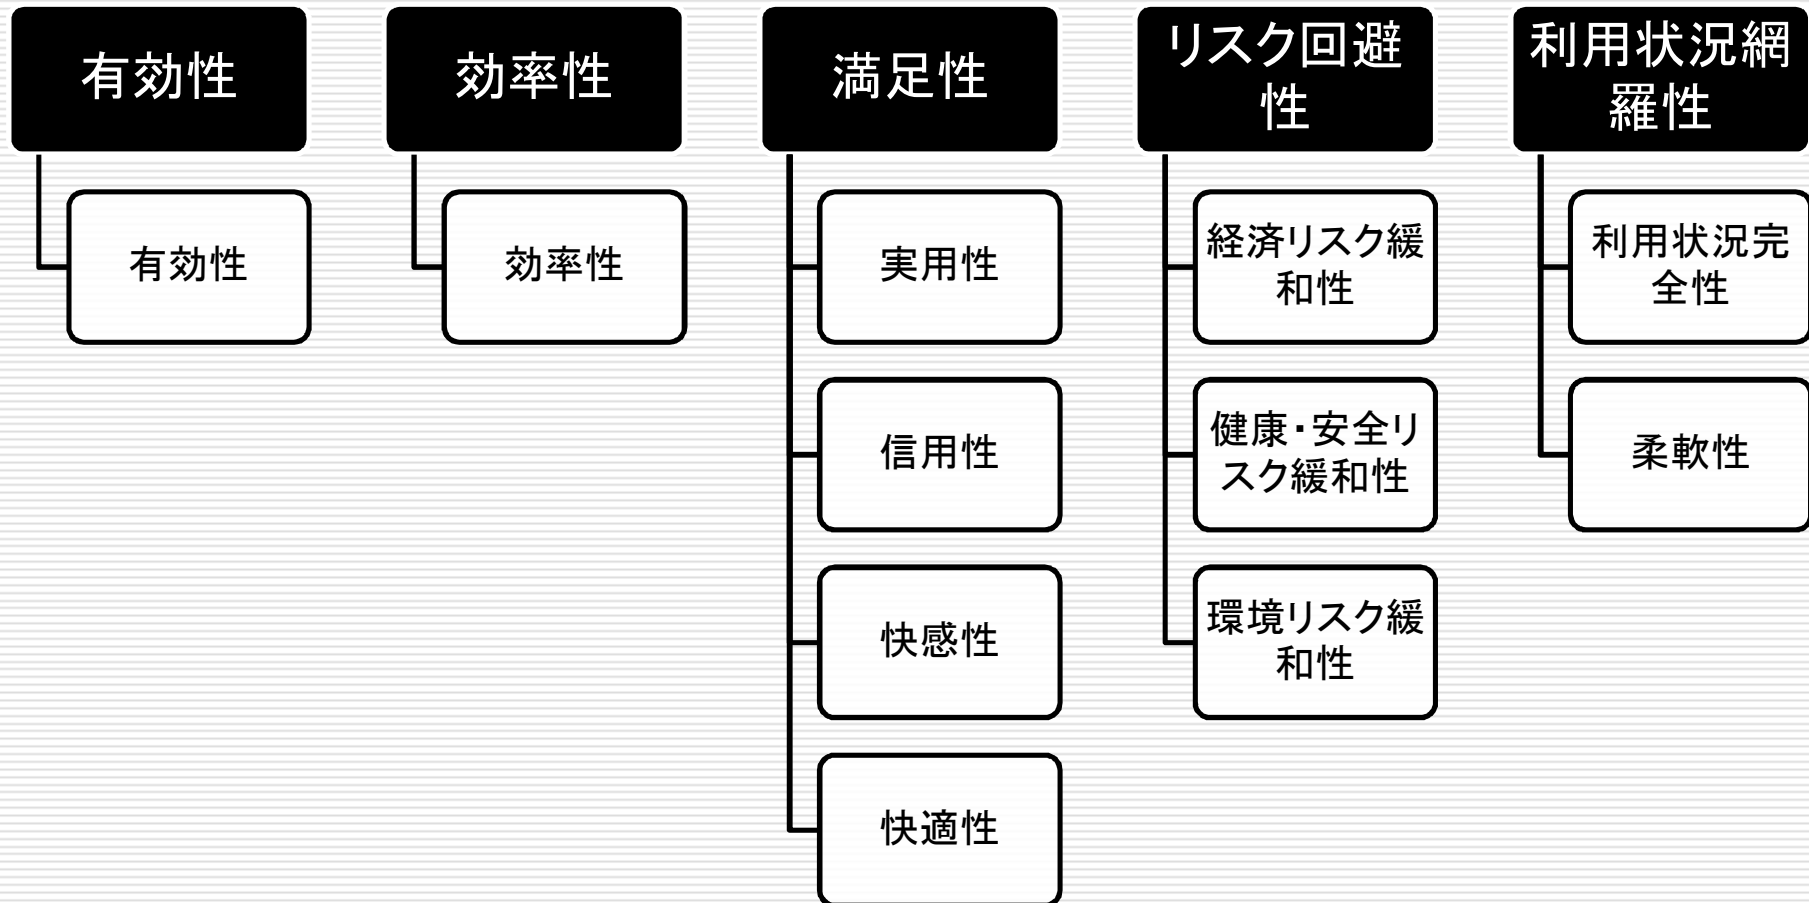 有効性
有効性
効率性
効率性
満足性
実用性
信用性
快感性
快適性
リスク回避
性
経済リスク緩
和性
健康・安全リ
スク緩和性
環境リスク緩
和性
利用状況網
羅性
利用状況完
全性
柔軟性